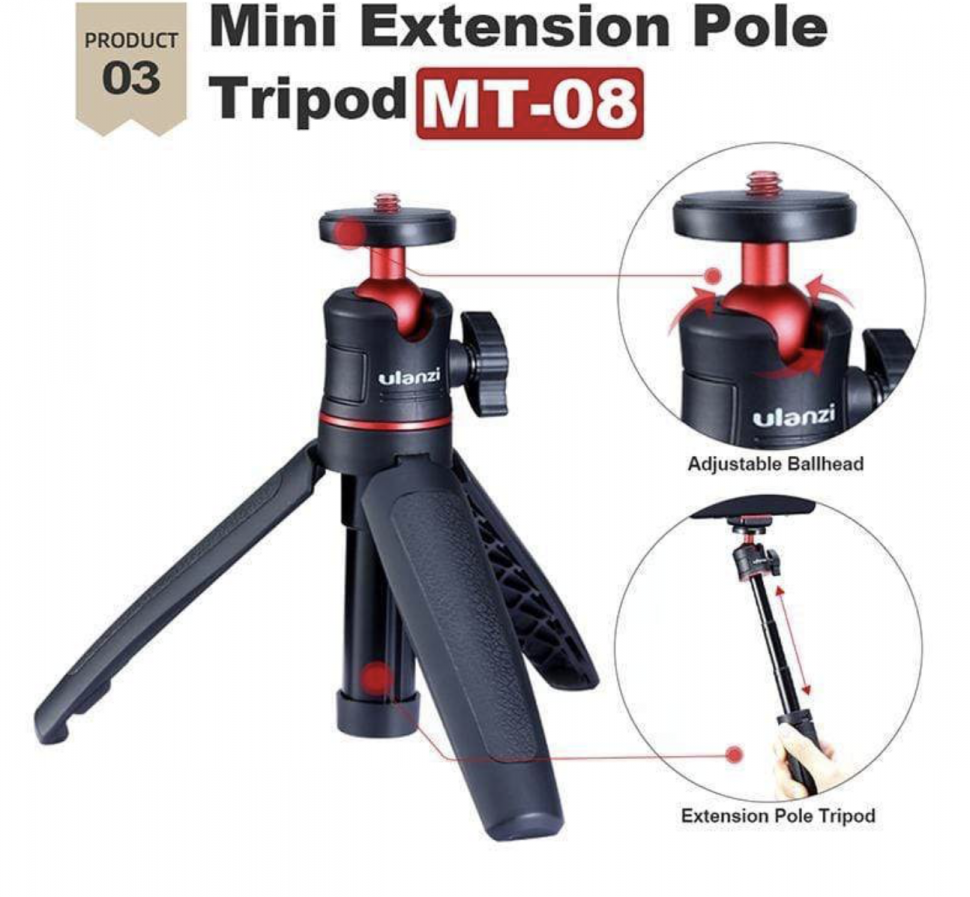 PRODUCT
03
Mini Extension Pole
Tripod MT-08
ulanzi
ulanzi
Adjustable Ballhead
Extension Pole Tripod